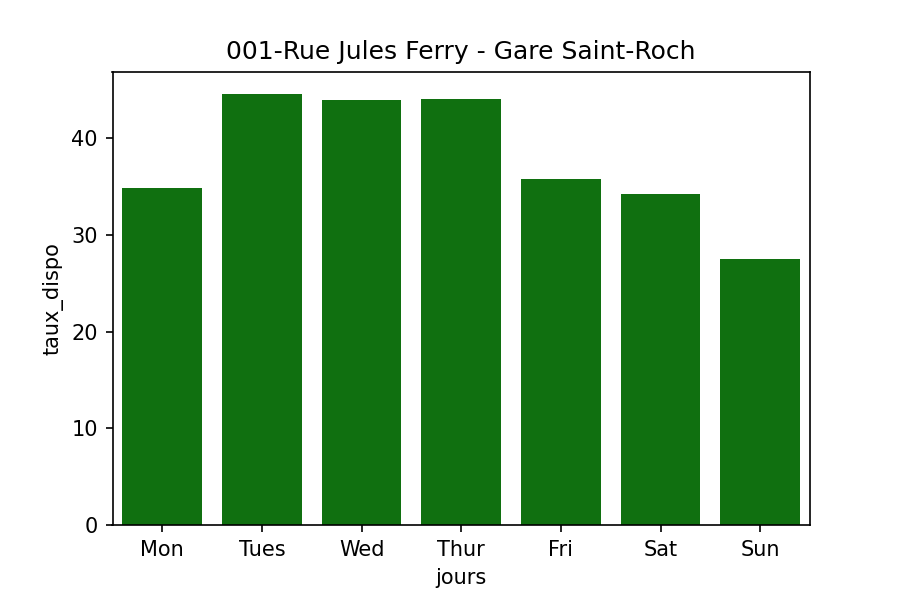 001-Rue Jules Ferry - Gare Saint-Roch
taux_dispo
40
30
20
10
0
Mon Tues Wed Thur Fri Sat Sun
jours